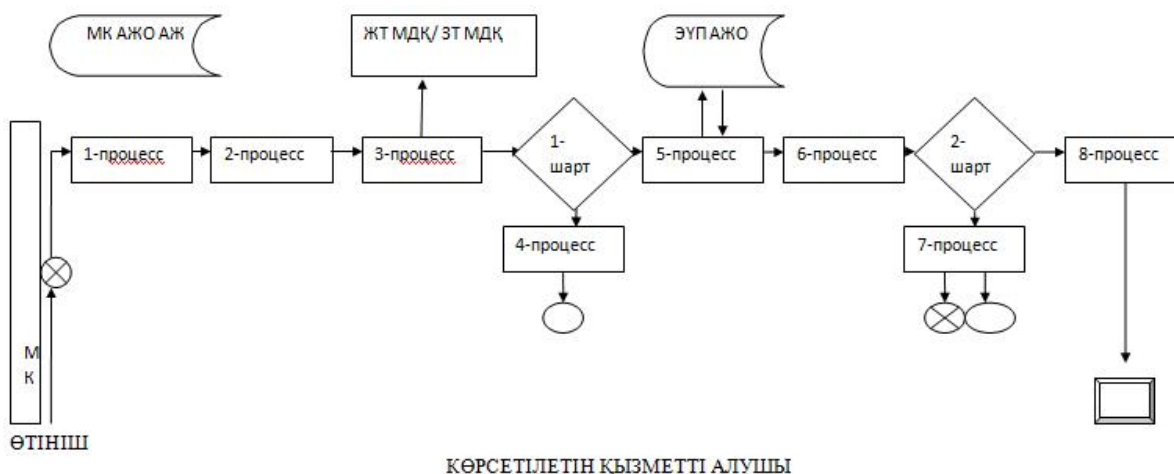 МК АЖО АЖ
ЖТ МДҚ/ ЗТ МДҚ
ЭҮП АЖО
1-процесс
2-процесс
3-процесс
1-
шарт
5-процесс
6-процесс
2-
шарт
8-процесс
4-процесс
7-процесс
М
К
ӨТІНІШ
КӨРСЕТІЛЕТІН ҚЫЗМЕТТІ АЛУШЫ